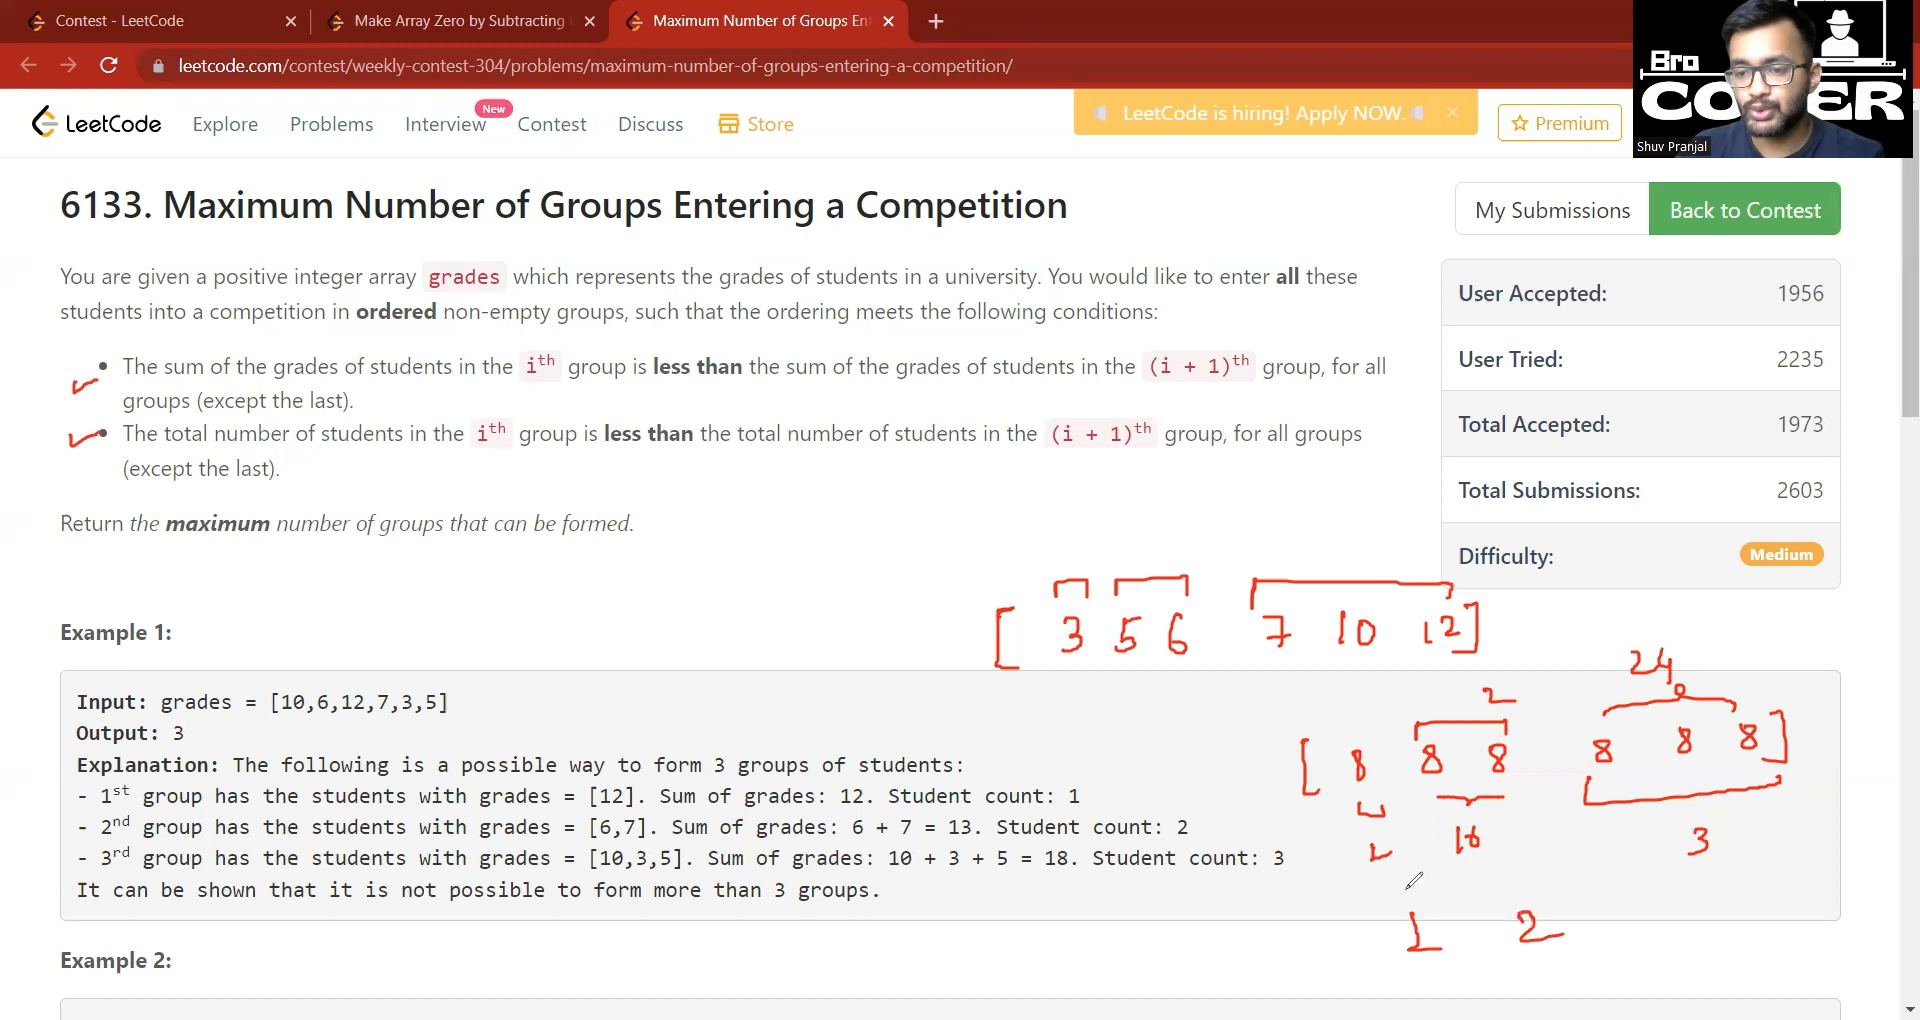 Contest - LeetCode
Make Array Zero by Subtracting
Maximum Number of Groups En
leetcode.com/contest/weekly-contest-304/problems/maximum-number-of-groups-entering-a-competition/
LeetCode
Explore
Problems
Interview
New
Contest
Discuss
Store
LeetCode is hiring! Apply NOW.
Premium
Bro
CODER
Shuv Pranjal
6133. Maximum Number of Groups Entering a Competition
My Submissions
Back to Contest
You are given a positive integer array grades which represents the grades of students in a university. You would like to enter all these
students into a competition in ordered non-empty groups, such that the ordering meets the following conditions:
• The sum of the grades of students in the ith group is less than the sum of the grades of students in the (i + 1)th group, for all
groups (except the last).
• The total number of students in the ith group is less than the total number of students in the (i + 1)th group, for all groups
(except the last).
Return the maximum number of groups that can be formed.
User Accepted: 1956
User Tried: 2235
Total Accepted: 1973
Total Submissions: 2603
Difficulty: Medium
[ 3 5 6 7 10 12 ]
Example 1:
Input: grades = [10,6,12,7,3,5]
Output: 3
Explanation: The following is a possible way to form 3 groups of students:
- 1st group has the students with grades = [12]. Sum of grades: 12. Student count: 1
- 2nd group has the students with grades = [6,7]. Sum of grades: 6 + 7 = 13. Student count: 2
- 3rd group has the students with grades = [10,3,5]. Sum of grades: 10 + 3 + 5 = 18. Student count: 3
It can be shown that it is not possible to form more than 3 groups.
24
2
[ 8 8 8 8 8 8 ]
16
3
1 2
Example 2: